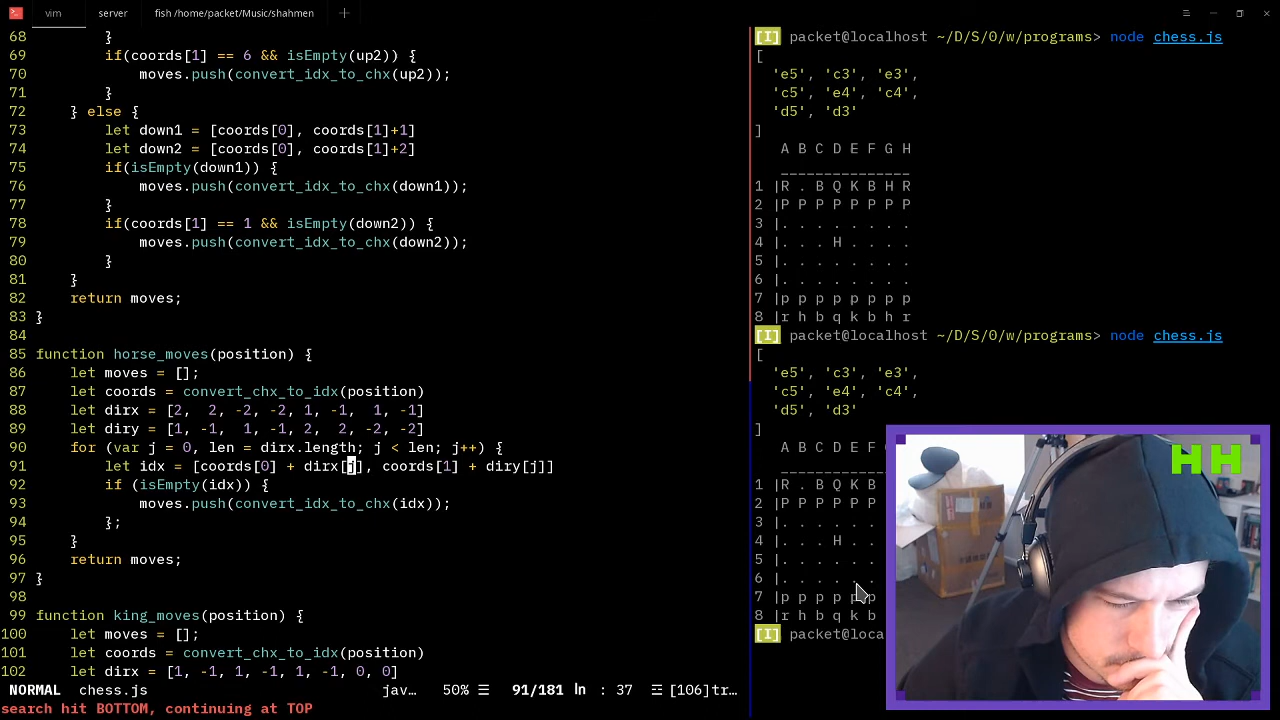 vim server fish /home/packet/Music/shahmen +
68 }
69 if(coords[1] == 6 && isEmpty(up2)) {
70 moves.push(convert_idx_to_chx(up2));
71 }
72 } else {
73 let down1 = [coords[0], coords[1]+1]
74 let down2 = [coords[0], coords[1]+2]
75 if(isEmpty(down1)) {
76 moves.push(convert_idx_to_chx(down1));
77 }
78 if(coords[1] == 1 && isEmpty(down2)) {
79 moves.push(convert_idx_to_chx(down2));
80 }
81 }
82 return moves;
83 }
84
85 function horse_moves(position) {
86 let moves = [];
87 let coords = convert_chx_to_idx(position)
88 let dirx = [2, 2, -2, -2, 1, -1, 1, -1]
89 let diry = [1, -1, 1, -1, 2, 2, -2, -2]
90 for (var j = 0, len = dirx.length; j < len; j++) {
91 let idx = [coords[0] + dirx[j], coords[1] + diry[j]]
92 if (isEmpty(idx)) {
93 moves.push(convert_idx_to_chx(idx));
94 };
95 }
96 return moves;
97 }
98
99 function king_moves(position) {
100 let moves = [];
101 let coords = convert_chx_to_idx(position)
102 let dirx = [1, -1, 1, -1, 1, -1, 0, 0]
NORMAL chess.js jav… 50% ☰ 91/181 ln : 37 ☲ [106]tr…
search hit BOTTOM, continuing at TOP
[I] packet@localhost ~/D/S/0/w/programs> node chess.js
[
'e5', 'c3', 'e3',
'c5', 'e4', 'c4',
'd5', 'd3'
]
A B C D E F G H
_______________
1 |R . B Q K B H R
2 |P P P P P P P P
3 |. . . . . . . .
4 |. . . H . . . .
5 |. . . . . . . .
6 |. . . . . . . .
7 |p p p p p p p p
8 |r h b q k b h r
[I] packet@localhost ~/D/S/0/w/programs> node chess.js
[
'e5', 'c3', 'e3',
'c5', 'e4', 'c4',
'd5', 'd3'
]
A B C D E F
1 |R . B Q K B
2 |P P P P P P
3 |. . . . . .
4 |. . . H . .
5 |. . . . . .
6 |. . . . . .
7 |p p p p p p
8 |r h b q k b
[I] packet@loca
HH